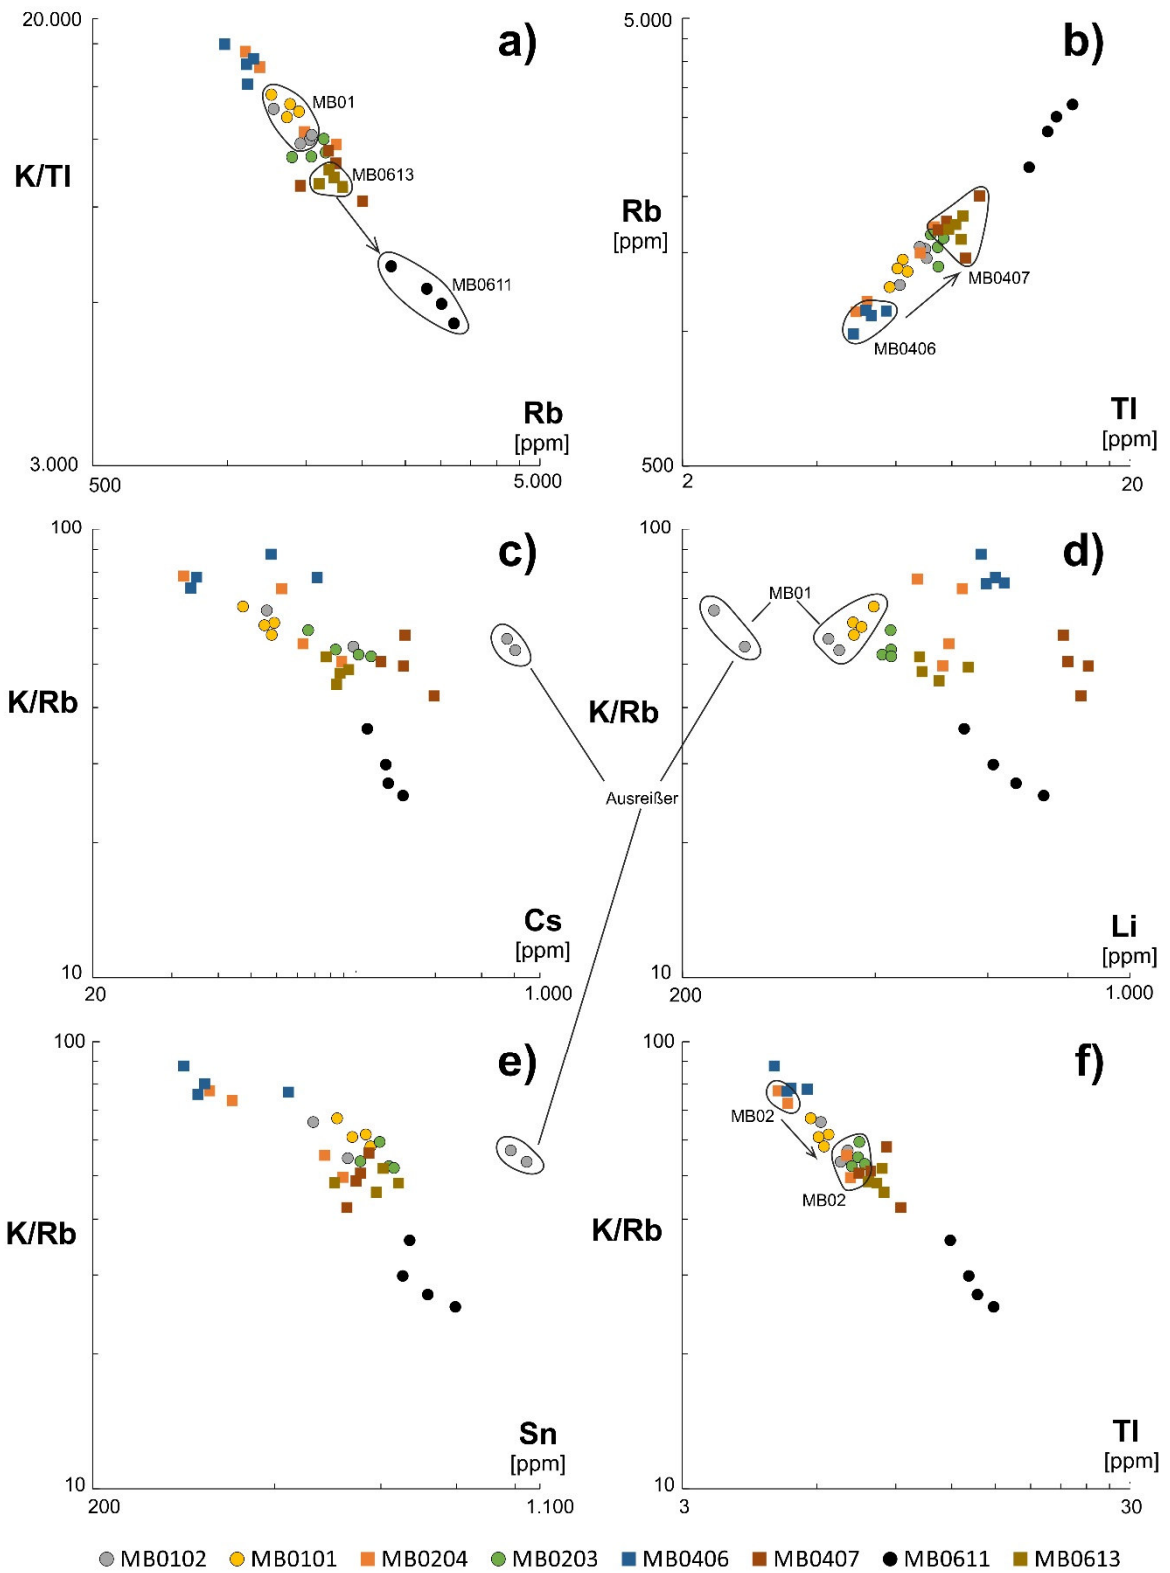 20.000
a)
MB01
K/Tl
MB0613
MB0611
Rb
[ppm]
3.000
500
5.000
5.000
b)
Rb
[ppm]
MB0407
MB0406
Tl
[ppm]
500
2
20
100
c)
K/Rb
Cs
[ppm]
10
20
1.000
100
d)
MB01
K/Rb
Ausreißer
Li
[ppm]
10
200
1.000
100
e)
K/Rb
Sn
[ppm]
10
200
1.100
100
f)
MB02
MB02
K/Rb
Tl
[ppm]
10
3
30
MB0102 MB0101 MB0204 MB0203 MB0406 MB0407 MB0611 MB0613